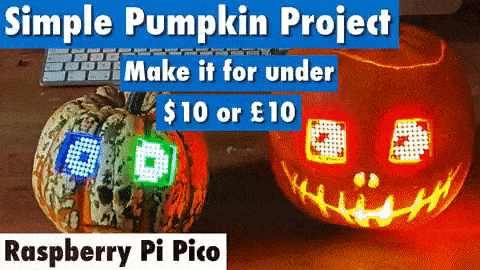 Simple Pumpkin Project
Make it for under
$10 or £10
Raspberry Pi Pico